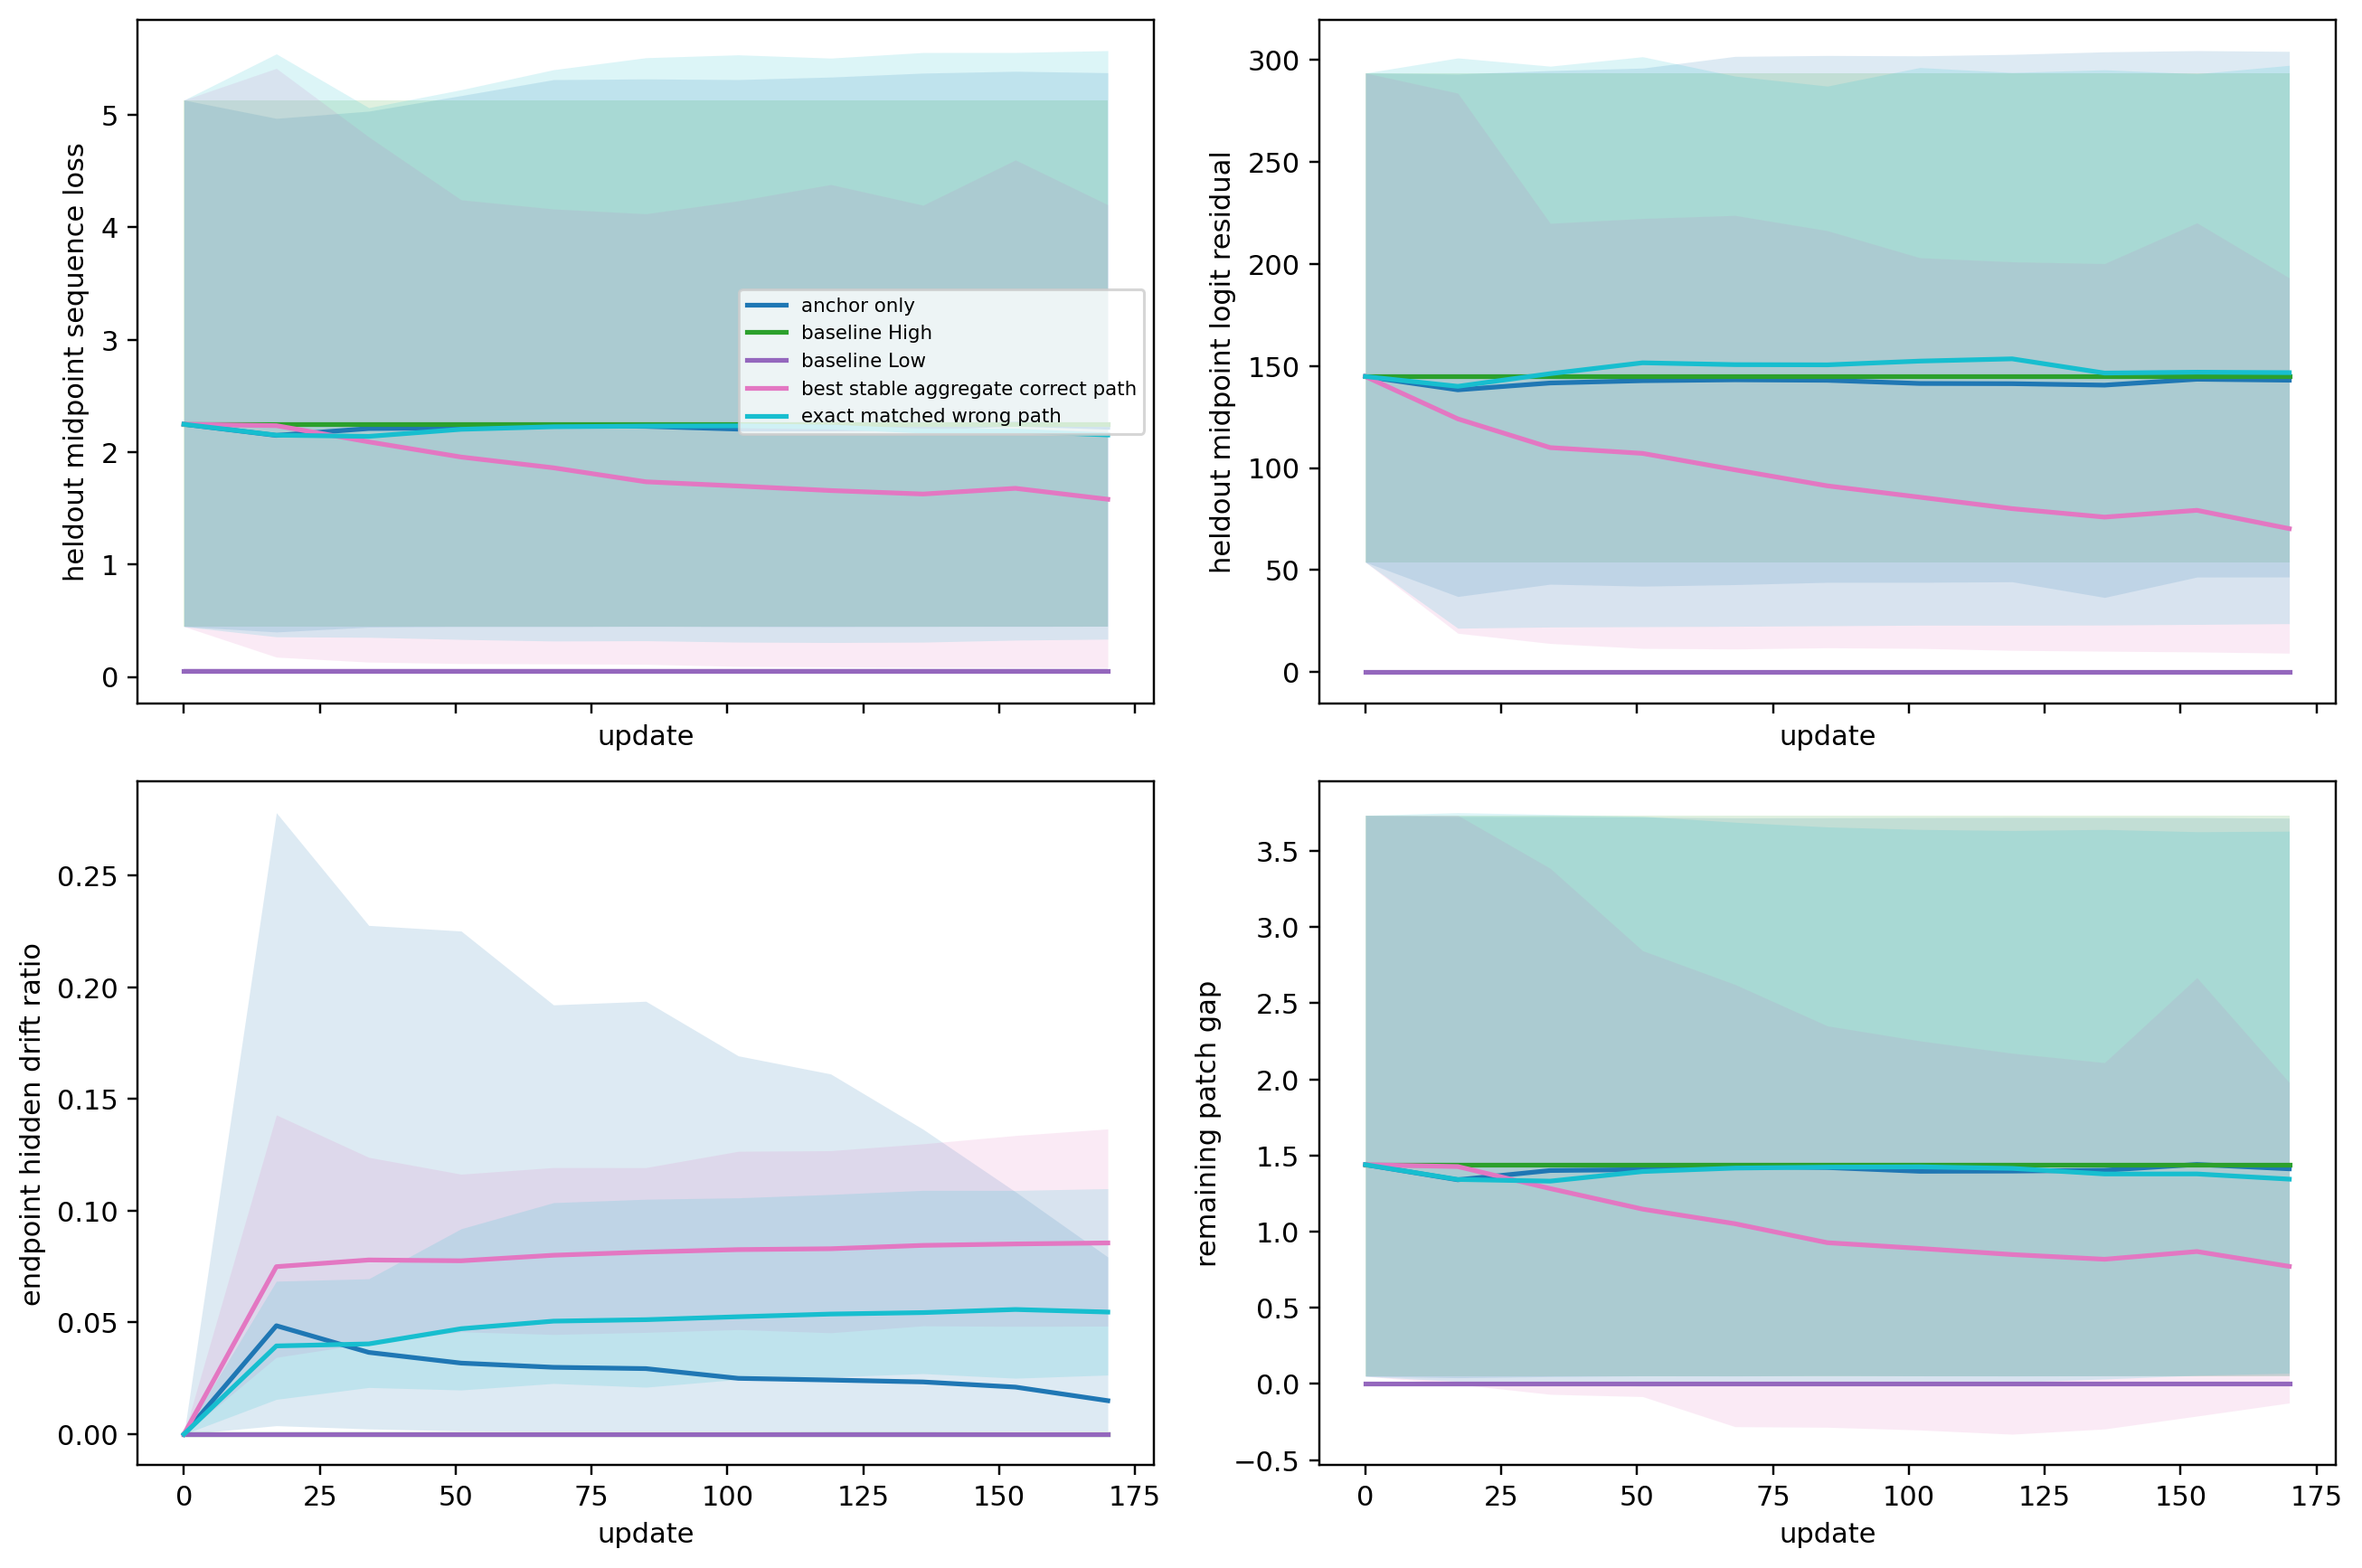 heldout midpoint sequence loss
5
4
3
2
1
0
anchor only
baseline High
baseline Low
best stable aggregate correct path
exact matched wrong path
update
heldout midpoint logit residual
300
250
200
150
100
50
0
update
endpoint hidden drift ratio
0.25
0.20
0.15
0.10
0.05
0.00
0 25 50 75 100 125 150 175
update
remaining patch gap
3.5
3.0
2.5
2.0
1.5
1.0
0.5
0.0
−0.5
0 25 50 75 100 125 150 175
update